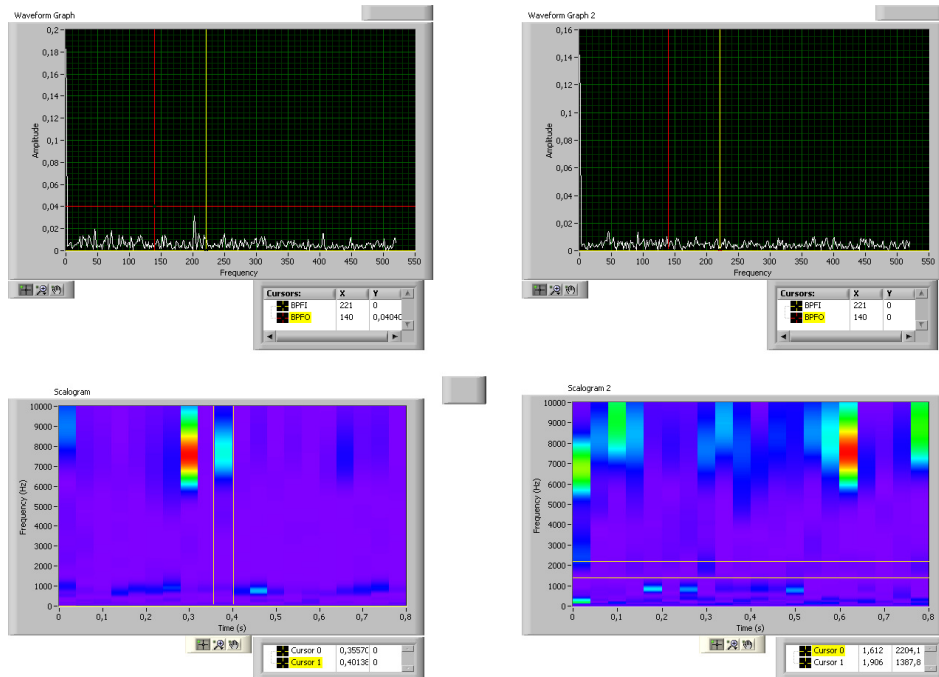 Waveform Graph
Waveform Graph 2
0,2
0,18
0,16
0,14
0,12
0,1
0,08
0,06
0,04
0,02
0
Amplitude
0 50 100 150 200 250 300 350 400 450 500 550
Frequency
0,16
0,14
0,12
0,1
0,08
0,06
0,04
0,02
0
Amplitude
0 50 100 150 200 250 300 350 400 450 500 550
Frequency
Cursors: X Y
BPFI 221 0
BPFO 140 0,0404
Cursors: X Y
BPFI 221 0
BPFO 140 0
Scalogram
10000
9000
8000
7000
6000
5000
4000
3000
2000
1000
0
Frequency (Hz)
0 0,1 0,2 0,3 0,4 0,5 0,6 0,7 0,8
Time (s)
Cursor 0 0,35570 0
Cursor 1 0,40138 0
Scalogram 2
10000
9000
8000
7000
6000
5000
4000
3000
2000
1000
0
Frequency (Hz)
0 0,1 0,2 0,3 0,4 0,5 0,6 0,7 0,8
Time (s)
Cursor 0 1,612 2204,1
Cursor 1 1,906 1387,8